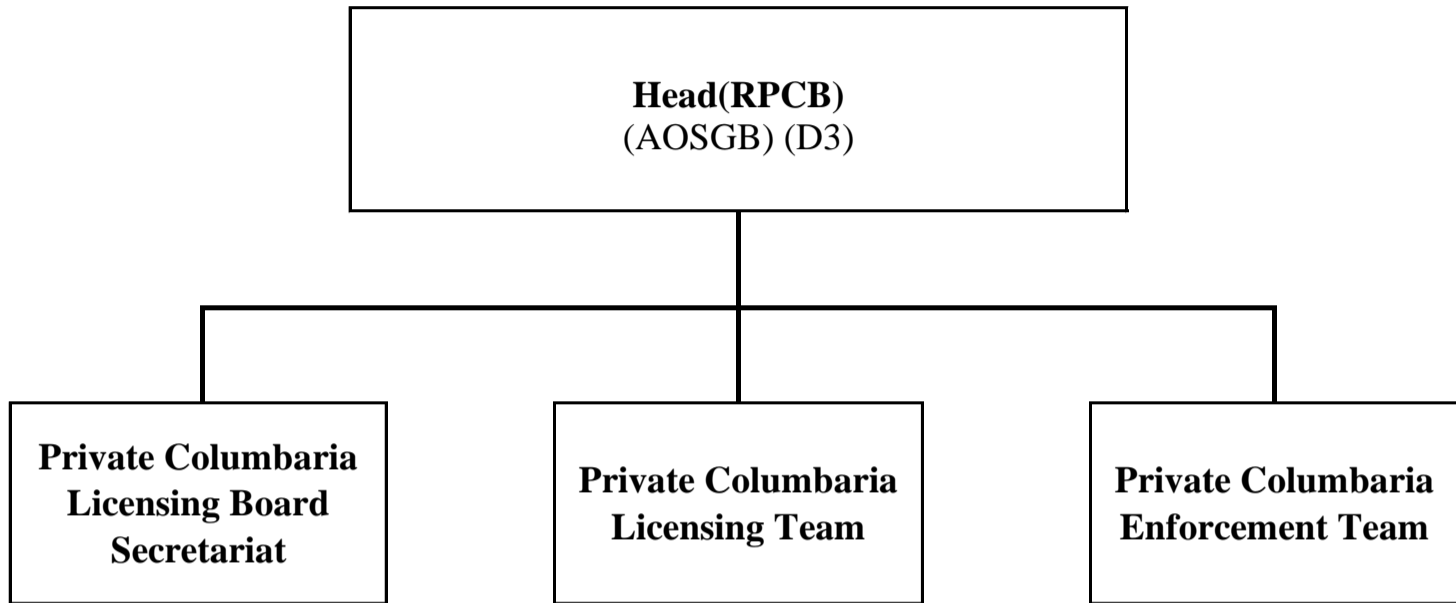 Head(RPCB)
(AOSGB) (D3)
Private Columbaria
Licensing Board
Secretariat
Private Columbaria
Licensing Team
Private Columbaria
Enforcement Team